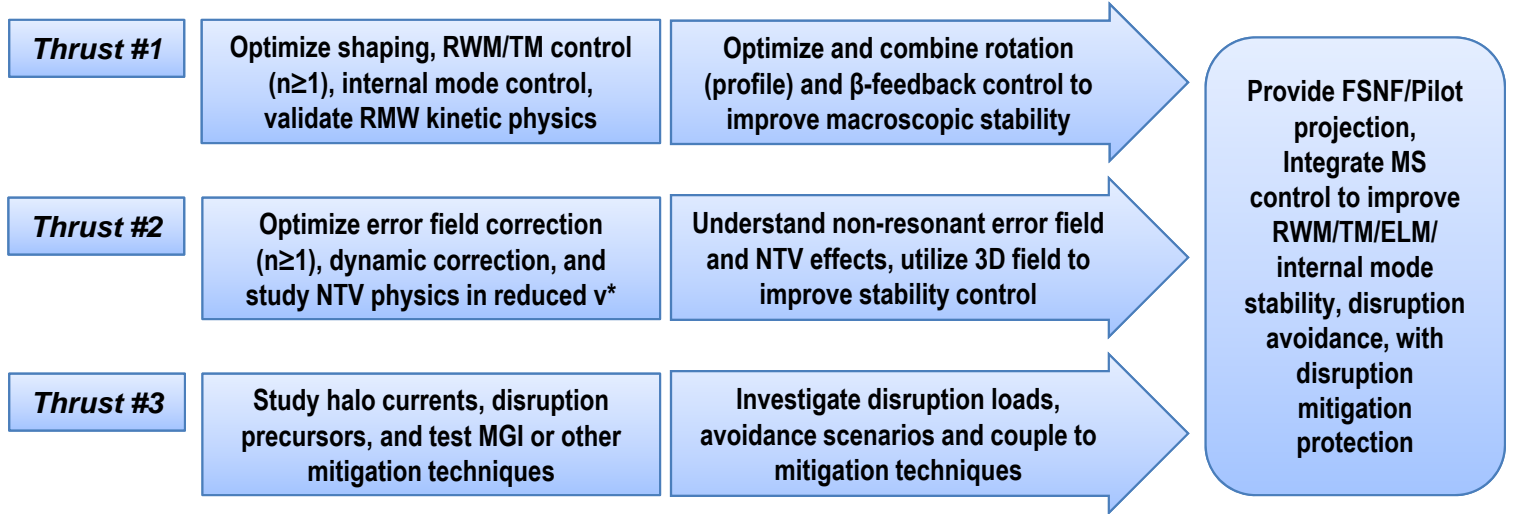 Thrust #1
Optimize shaping, RWM/TM control
(n≥1), internal mode control,
validate RMW kinetic physics
Optimize and combine rotation
(profile) and β-feedback control to
improve macroscopic stability
Thrust #2
Optimize error field correction
(n≥1), dynamic correction, and
study NTV physics in reduced ν*
Understand non-resonant error field
and NTV effects, utilize 3D field to
improve stability control
Thrust #3
Study halo currents, disruption
precursors, and test MGI or other
mitigation techniques
Investigate disruption loads,
avoidance scenarios and couple to
mitigation techniques
Provide FSNF/Pilot
projection,
Integrate MS
control to improve
RWM/TM/ELM/
internal mode
stability, disruption
avoidance, with
disruption
mitigation
protection